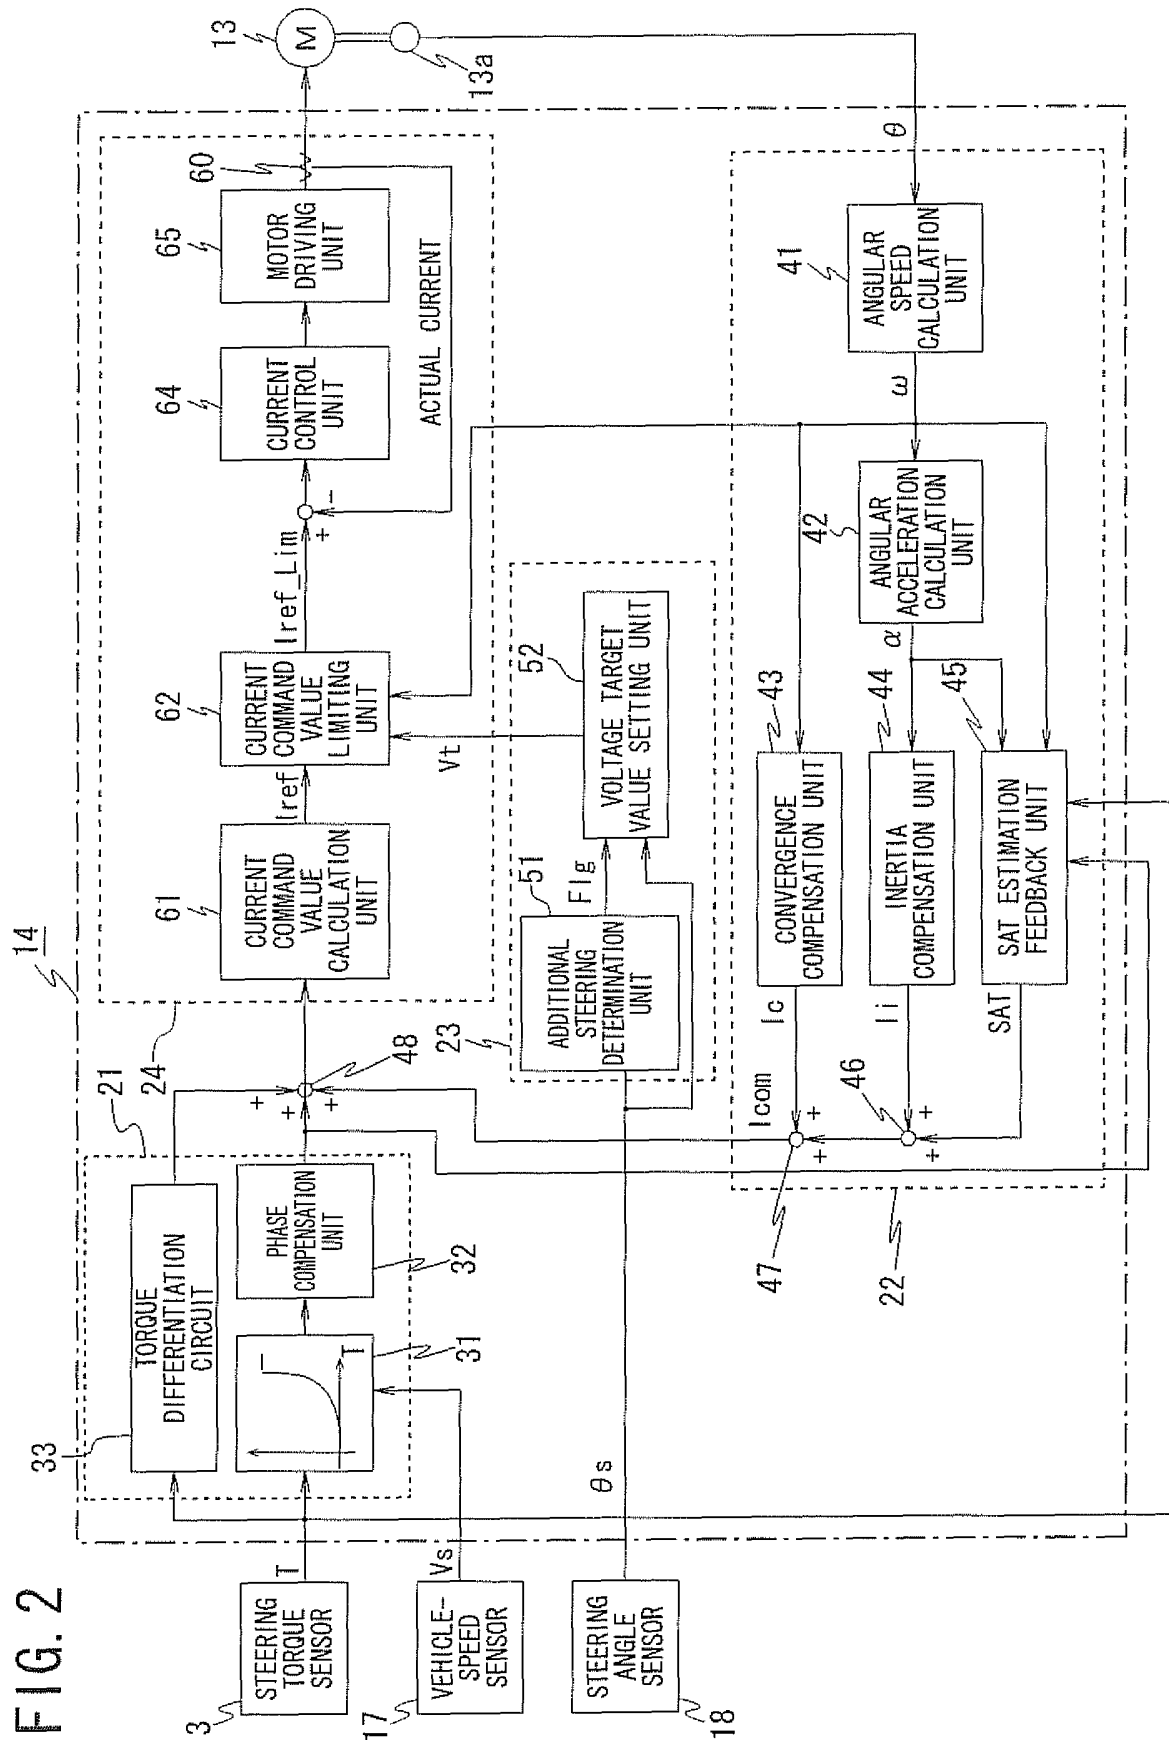 FIG. 2
14
13
M
13a
θ
21
33
TORQUE
DIFFERENTIATION
CIRCUIT
I
T
31
PHASE
COMPENSATION
UNIT
32
3
STEERING
TORQUE
SENSOR
T
17
VEHICLE-
SPEED
SENSOR
Vs
18
STEERING
ANGLE
SENSOR
θs
+
+
+
48
24
61
CURRENT
COMMAND
VALUE
CALCULATION
UNIT
Iref
62
CURRENT
COMMAND
VALUE
LIMITING
UNIT
Iref_Lim
+
-
64
CURRENT
CONTROL
UNIT
65
MOTOR
DRIVING
UNIT
60
ACTUAL CURRENT
23
51
ADDITIONAL
STEERING
DETERMINATION
UNIT
Flg
52
VOLTAGE TARGET
VALUE SETTING UNIT
Vt
22
41
ANGULAR
SPEED
CALCULATION
UNIT
ω
42
ANGULAR
ACCELERATION
CALCULATION
UNIT
α
43
CONVERGENCE
COMPENSATION UNIT
Ic
44
INERTIA
COMPENSATION UNIT
Ii
45
SAT ESTIMATION
FEEDBACK UNIT
SAT
Icom
+
+
47
46
+
+